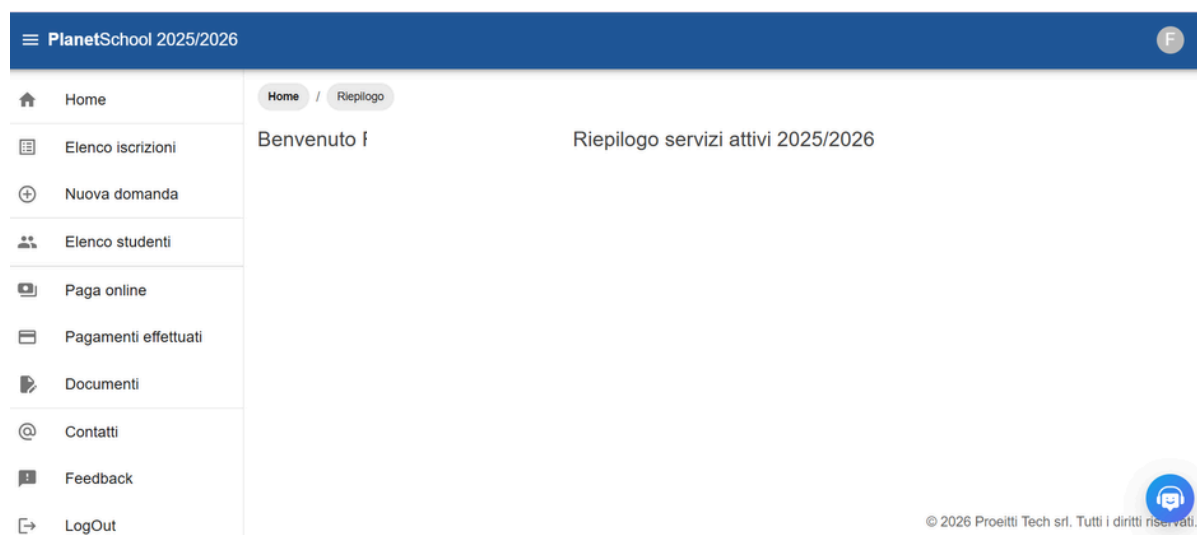 PlanetSchool 2025/2026
F
Home
Elenco iscrizioni
Nuova domanda
Elenco studenti
Paga online
Pagamenti effettuati
Documenti
Contatti
Feedback
LogOut
Home / Riepilogo
Benvenuto F
Riepilogo servizi attivi 2025/2026
© 2026 Proeitti Tech srl. Tutti i diritti riservati.